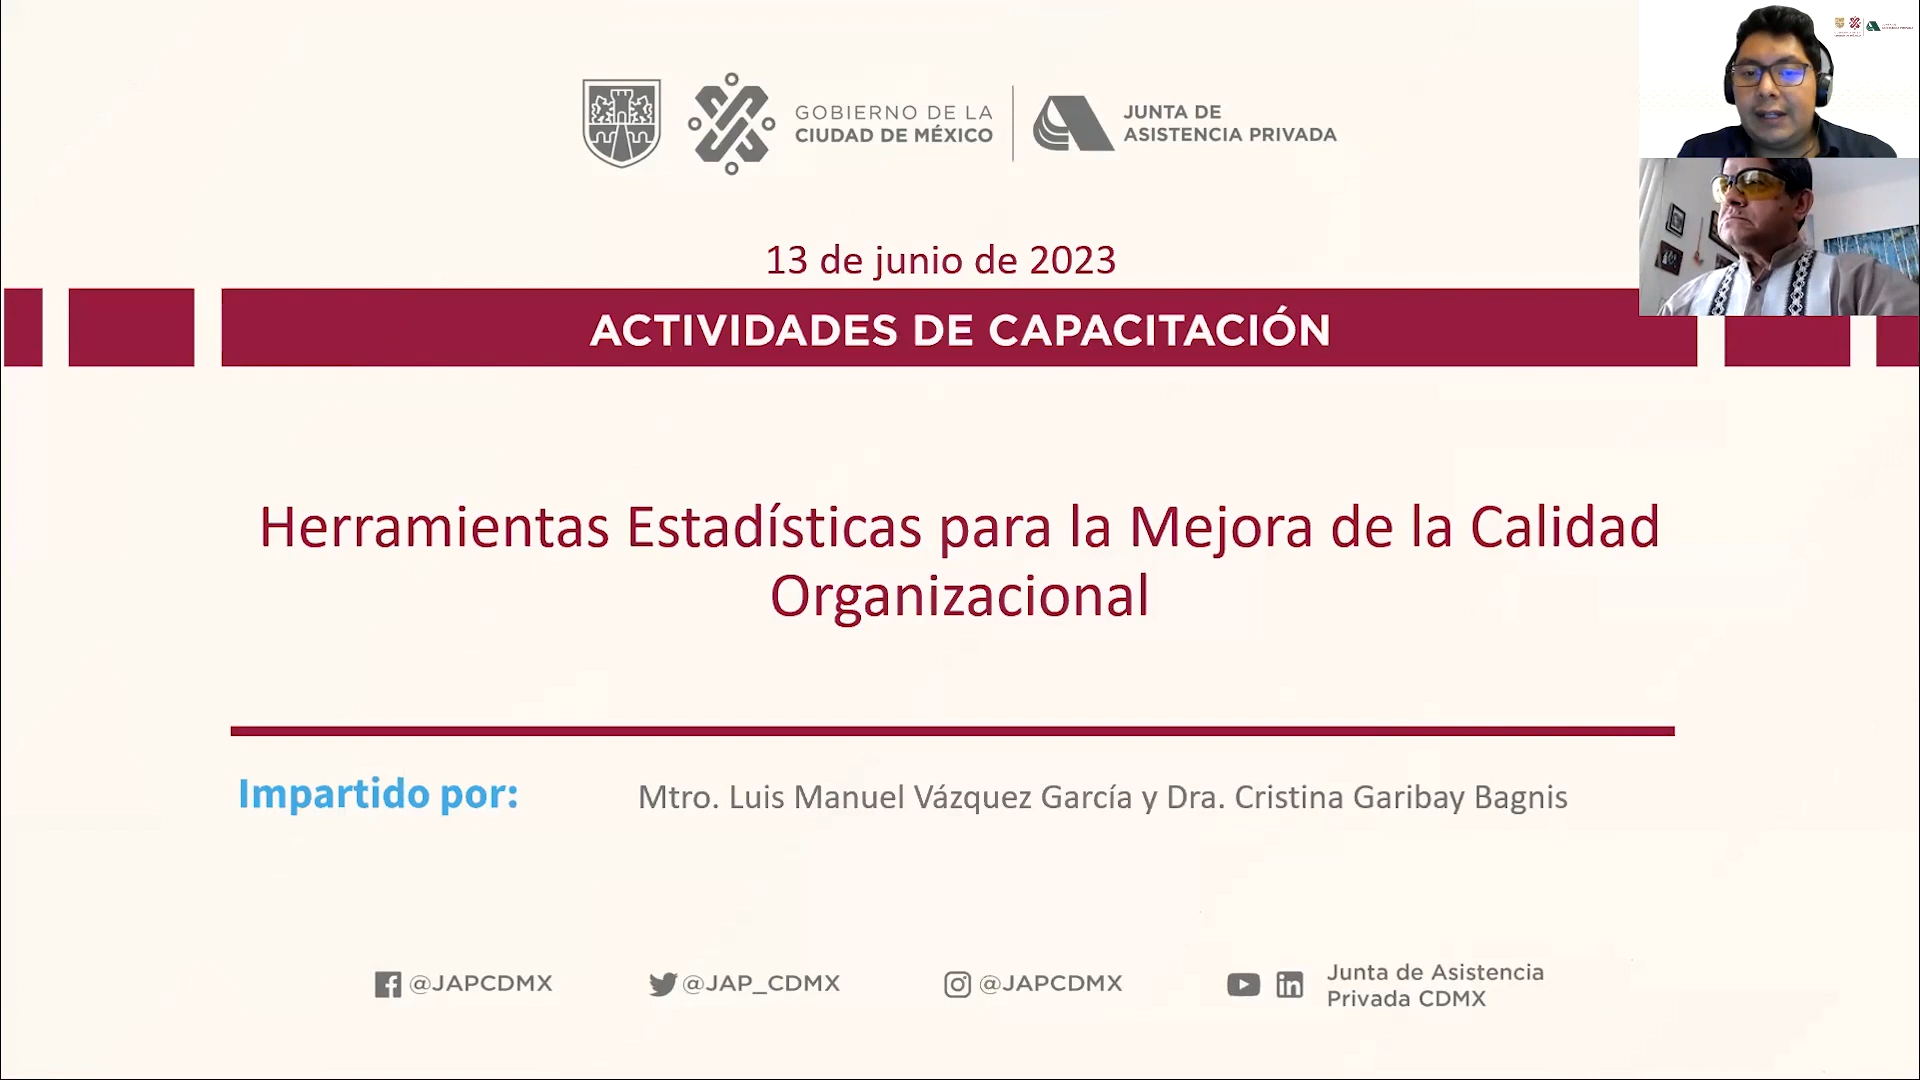 GOBIERNO DE LA
CIUDAD DE MÉXICO
JUNTA DE
ASISTENCIA PRIVADA
13 de junio de 2023
ACTIVIDADES DE CAPACITACIÓN
Herramientas Estadísticas para la Mejora de la Calidad
Organizacional
Impartido por:
Mtro. Luis Manuel Vázquez García y Dra. Cristina Garibay Bagnis
@JAPCDMX
@JAP_CDMX
@JAPCDMX
Junta de Asistencia
Privada CDMX